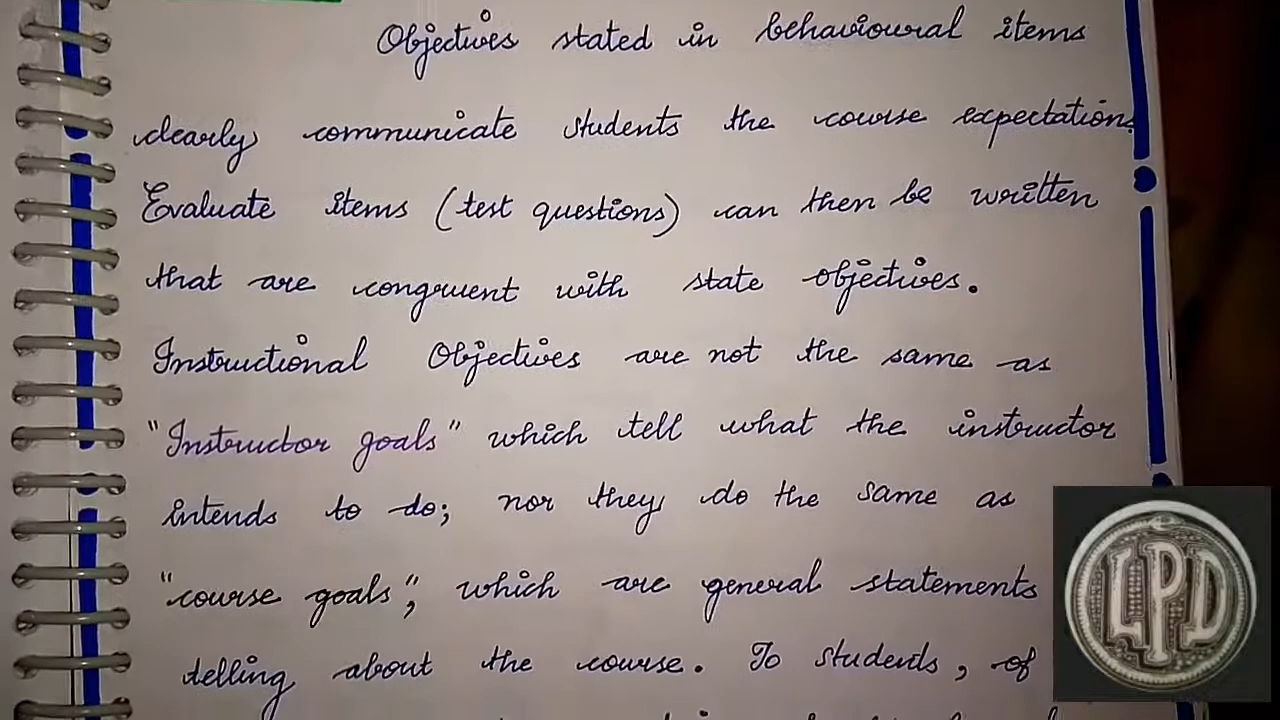 Objectives stated in behavioural items
clearly communicate students the course expectations
Evaluate items (test questions) can then be written
that are congruent with state objectives.
Instructional Objectives are not the same as
"Instructor goals" which tell what the instructor
intends to do; nor they do the same as
"course goals", which are general statements
telling about the course. To students, of
LPD